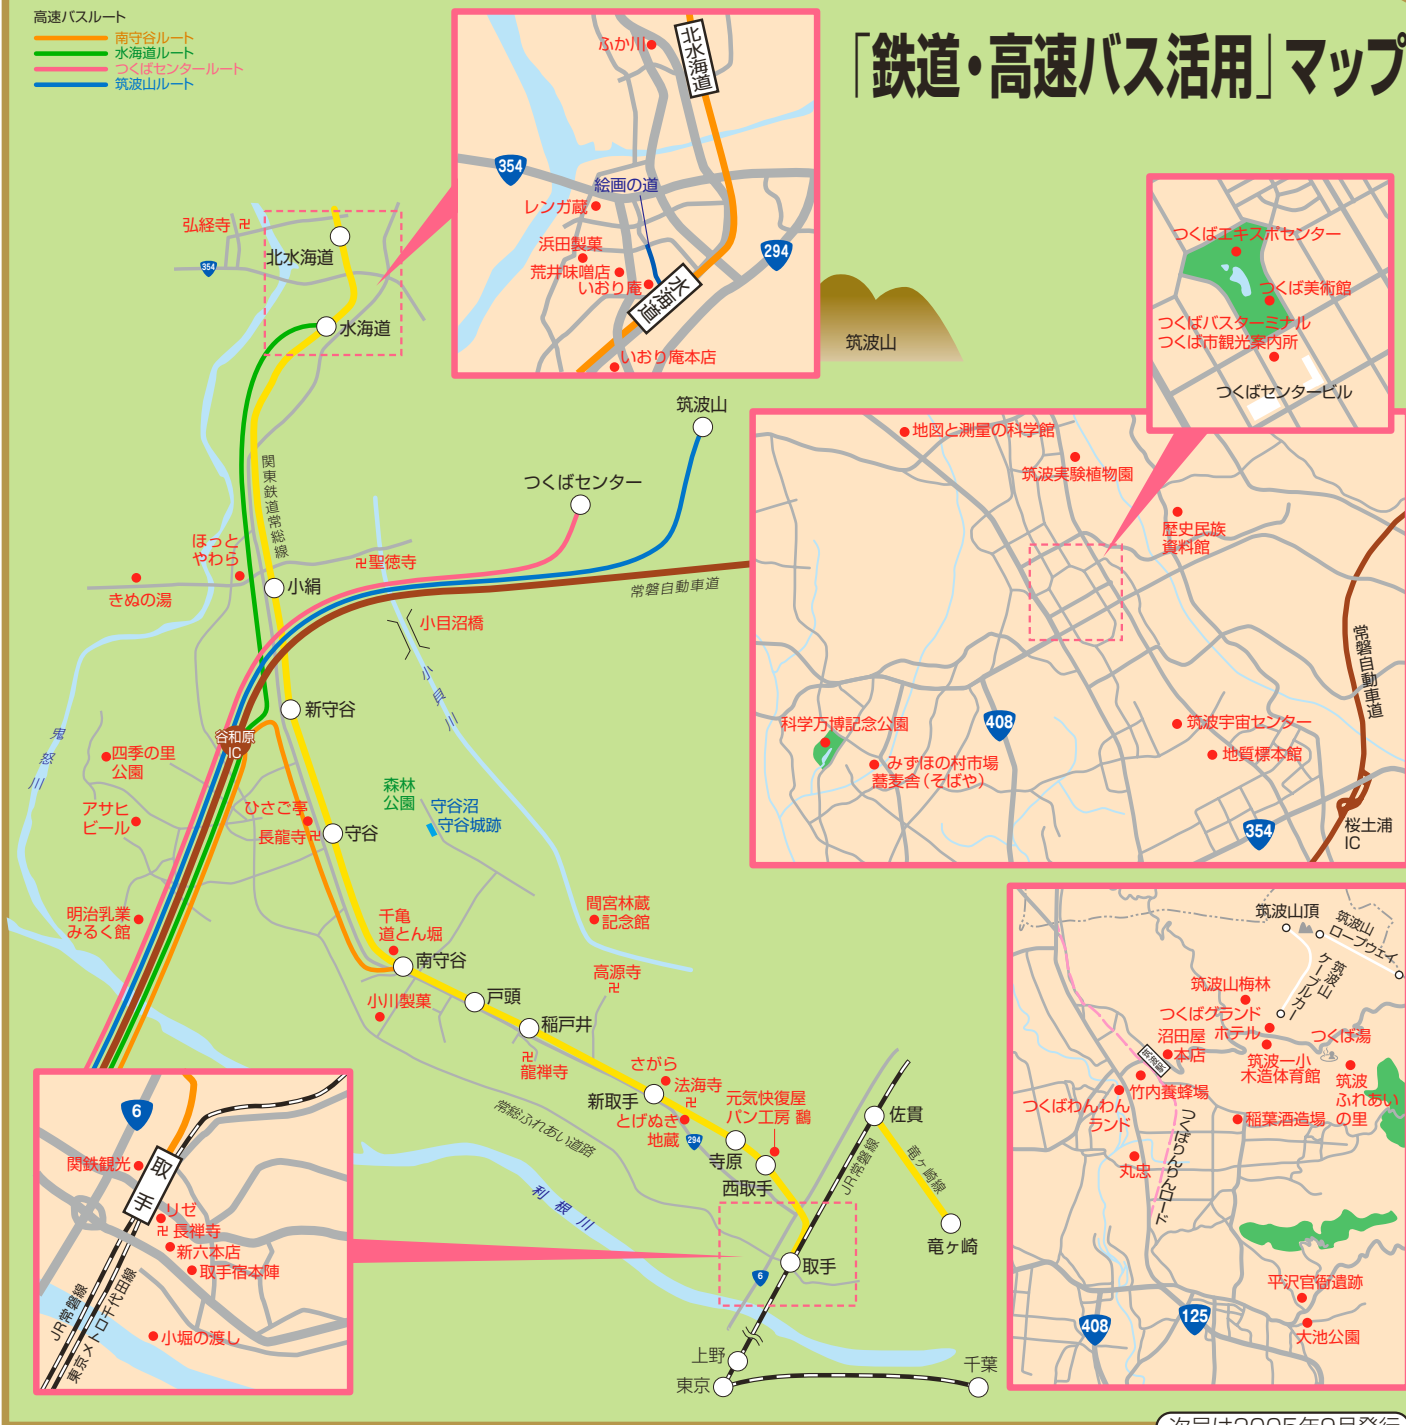 「鉄道・高速バス活用」マップ
高速バスルート
南守谷ルート
水海道ルート
つくばセンタールート
筑波山ルート
ふか川
北水海道
354
絵画の道
レンガ蔵
浜田製菓
荒井味噌店
いおり庵
水海道
294
いおり庵本店
弘経寺
354
北水海道
水海道
筑波山
つくばエキスポセンター
つくば美術館
つくばバスターミナル
つくば市観光案内所
つくばセンタービル
筑波山
つくばセンター
関東鉄道常総線
ほっと
やわら
きぬの湯
小絹
聖徳寺
小目沼橋
小貝川
常磐自動車道
新守谷
谷和原
IC
鬼怒川
四季の里
公園
アサヒ
ビール
ひさご亭
長龍寺
守谷
森林
公園
守谷沼
守谷城跡
明治乳業
みるく館
千亀
道とん堀
南守谷
小川製菓
戸頭
稲戸井
龍禅寺
間宮林蔵
記念館
高源寺
さがら
法海寺
新取手
とげぬき
地蔵
294
元気快復屋
パン工房 鶴
寺原
西取手
常総ふれあい道路
利根川
佐貫
JR常磐線
竜ヶ崎線
竜ヶ崎
取手
6
上野
東京
千葉
地図と測量の科学館
筑波実験植物園
歴史民族
資料館
常磐自動車道
科学万博記念公園
みずほの村市場
蕎麦舎(そばや)
408
筑波宇宙センター
地質標本館
354
桜土浦
IC
6
関鉄観光
取手
リゼ
長禅寺
新六本店
取手宿本陣
小堀の渡し
JR常磐線
東京メトロ千代田線
筑波山頂
筑波山
ロープウェイ
筑波山
ケーブルカー
筑波山梅林
つくばグランド
ホテル
沼田屋
本店
筑波一小
木造体育館
つくば湯
筑波
ふれあい
の里
竹内養蜂場
つくばわんわん
ランド
稲葉酒造場
つくばりんりんロード
丸忠
平沢官衙遺跡
大池公園
408
125
次号は2005年9月発行